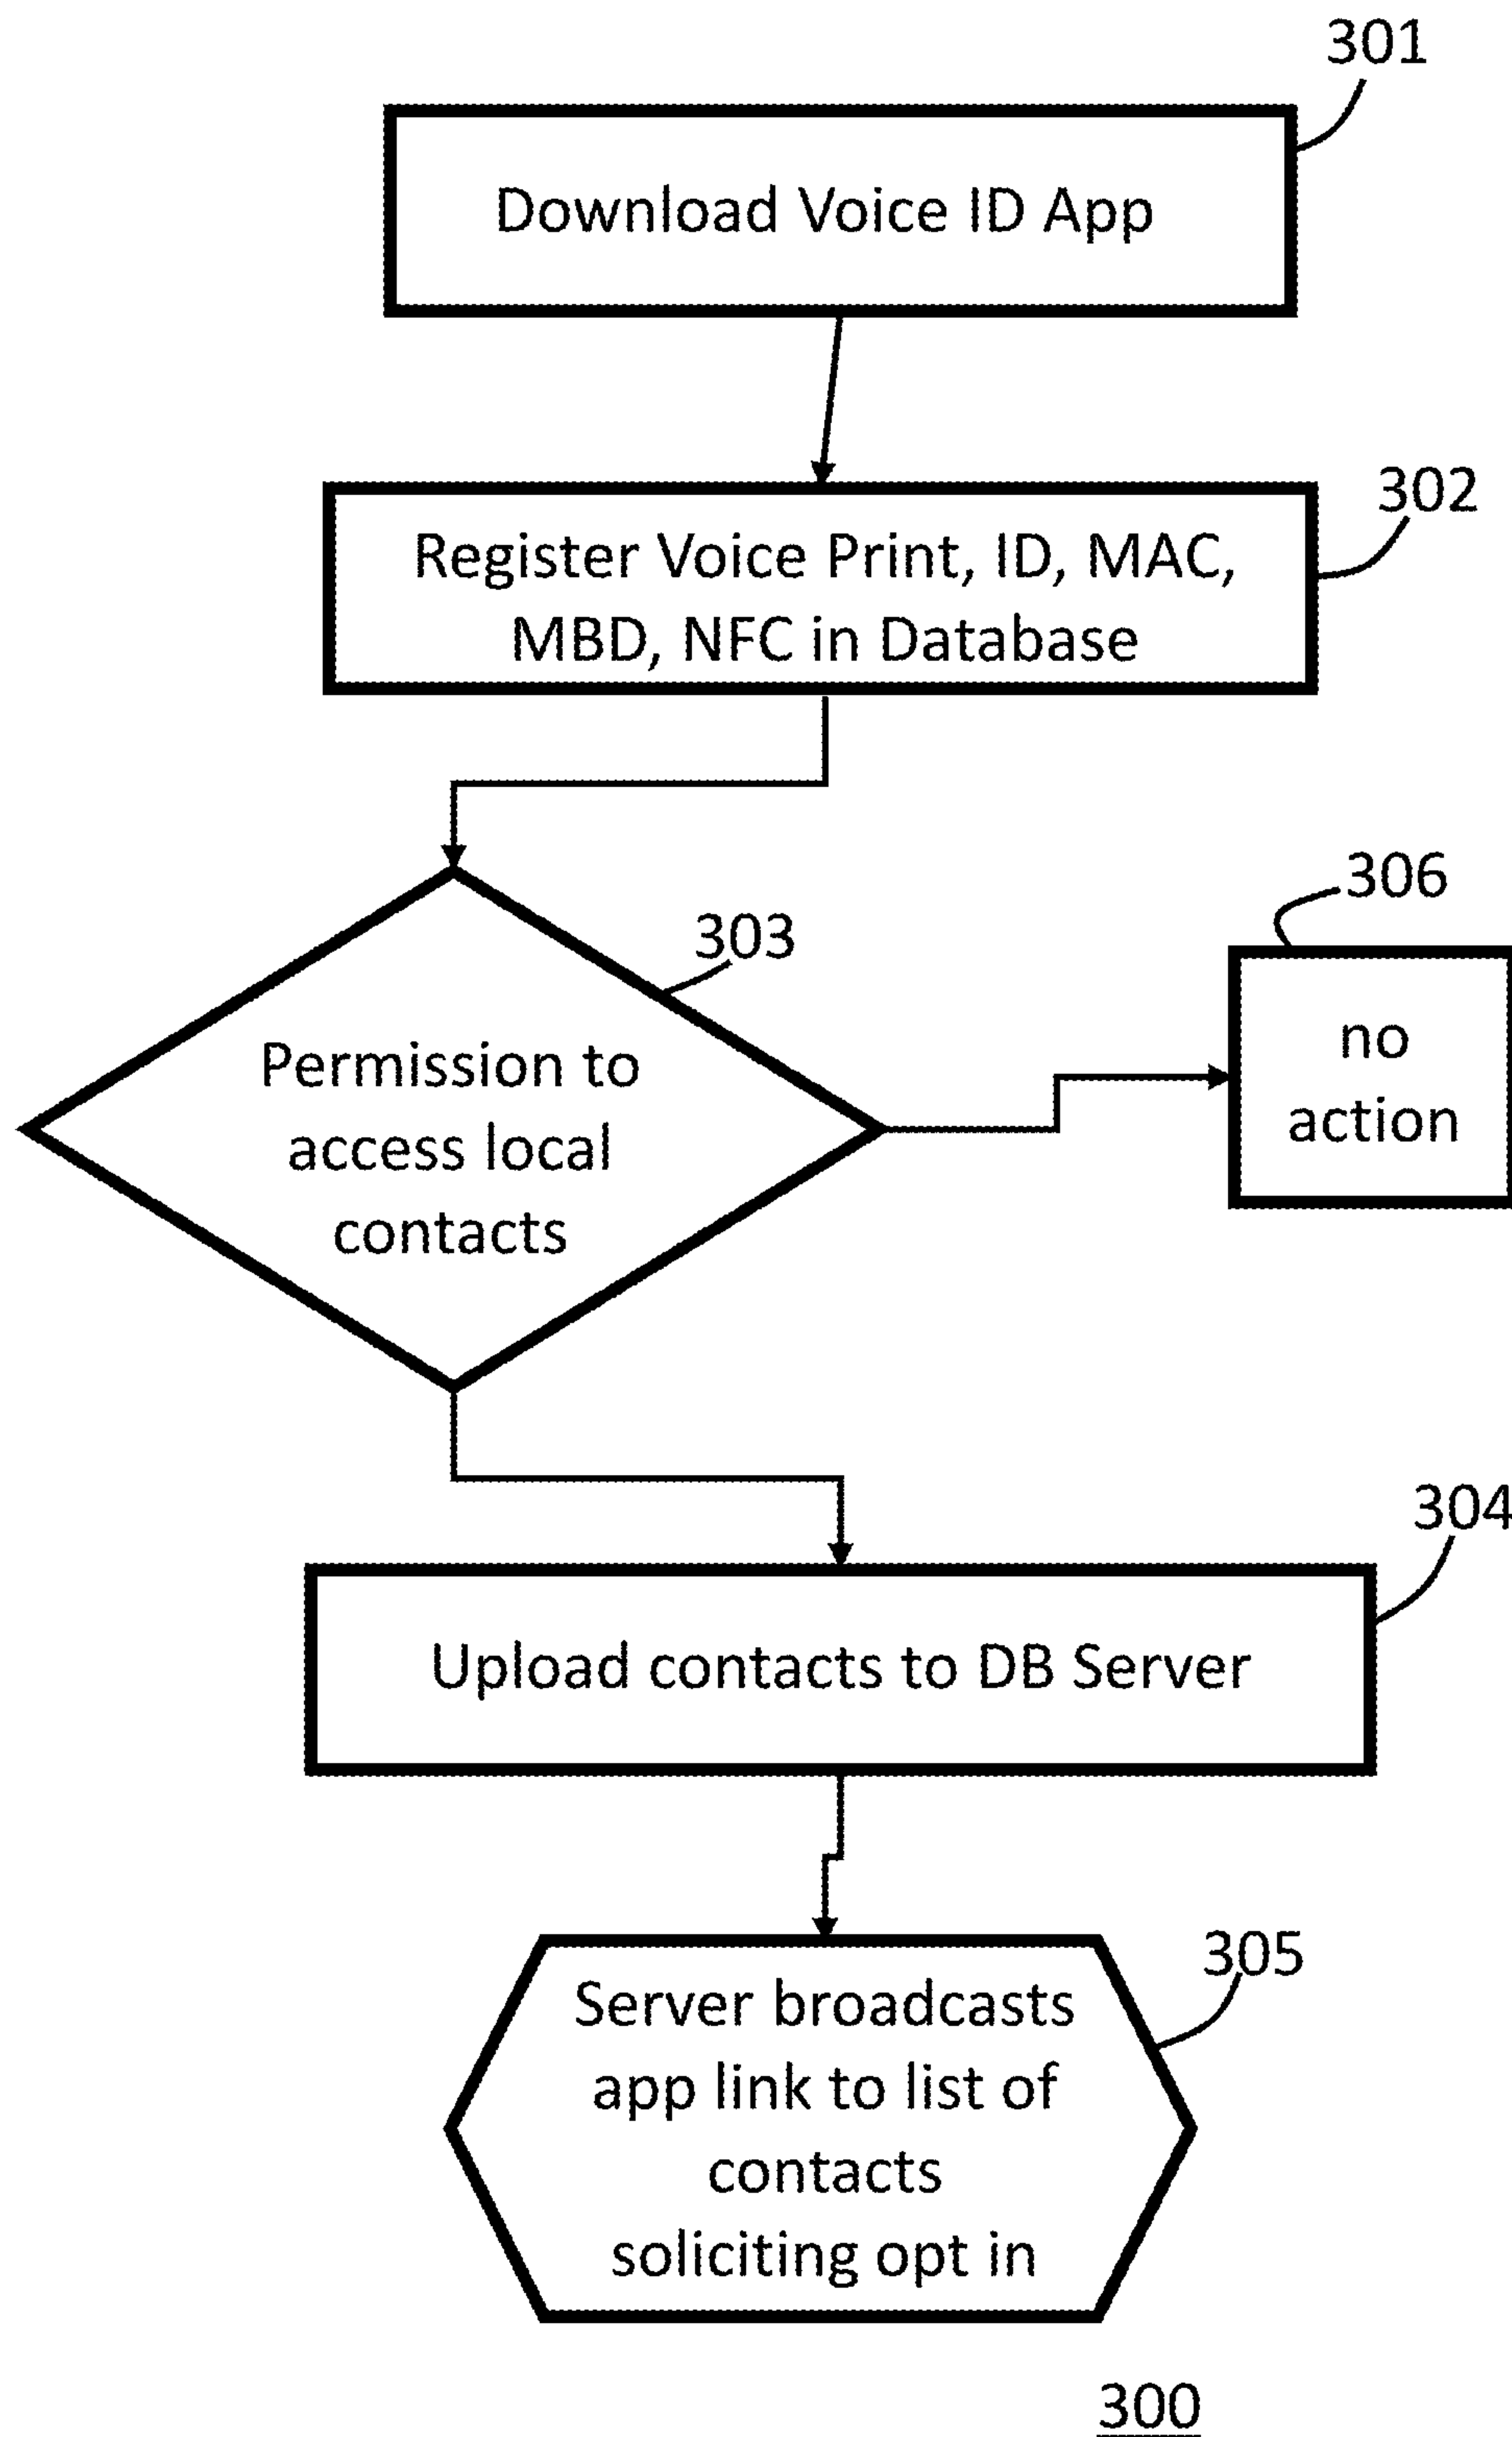 301
Download Voice ID App
302
Register Voice Print, ID, MAC,
MBD, NFC in Database
303
Permission to
access local
contacts
306
no
action
304
Upload contacts to DB Server
305
Server broadcasts
app link to list of
contacts
soliciting opt in
300